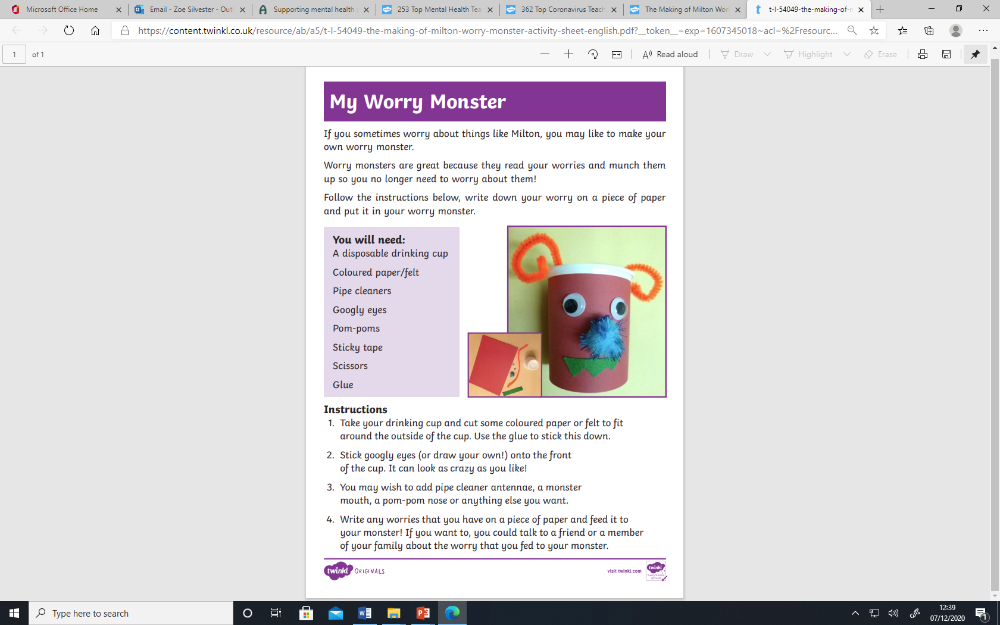 Microsoft Office Home
Email - Zoe Silvester - Outl
Supporting mental health a
253 Top Mental Health Tea
362 Top Coronavirus Teach
The Making of Milton Wor
t-l-54049-the-making-of-m
https://content.twinkl.co.uk/resource/ab/a5/t-l-54049-the-making-of-milton-worry-monster-activity-sheet-english.pdf?__token__=exp=1607345018~acl=%2Fresourc...
1 of 1
Read aloud
Draw
Highlight
Erase
My Worry Monster
If you sometimes worry about things like Milton, you may like to make your
own worry monster.
Worry monsters are great because they read your worries and munch them
up so you no longer need to worry about them!
Follow the instructions below, write down your worry on a piece of paper
and put it in your worry monster.
You will need:
A disposable drinking cup
Coloured paper/felt
Pipe cleaners
Googly eyes
Pom-poms
Sticky tape
Scissors
Glue
Instructions
1. Take your drinking cup and cut some coloured paper or felt to fit
around the outside of the cup. Use the glue to stick this down.
2. Stick googly eyes (or draw your own!) onto the front
of the cup. It can look as crazy as you like!
3. You may wish to add pipe cleaner antennae, a monster
mouth, a pom-pom nose or anything else you want.
4. Write any worries that you have on a piece of paper and feed it to
your monster! If you want to, you could talk to a friend or a member
of your family about the worry that you fed to your monster.
twinkl ORIGINALS
visit twinkl.com
twinkl
Quality Standard
Approved
Type here to search
12:39
07/12/2020
1